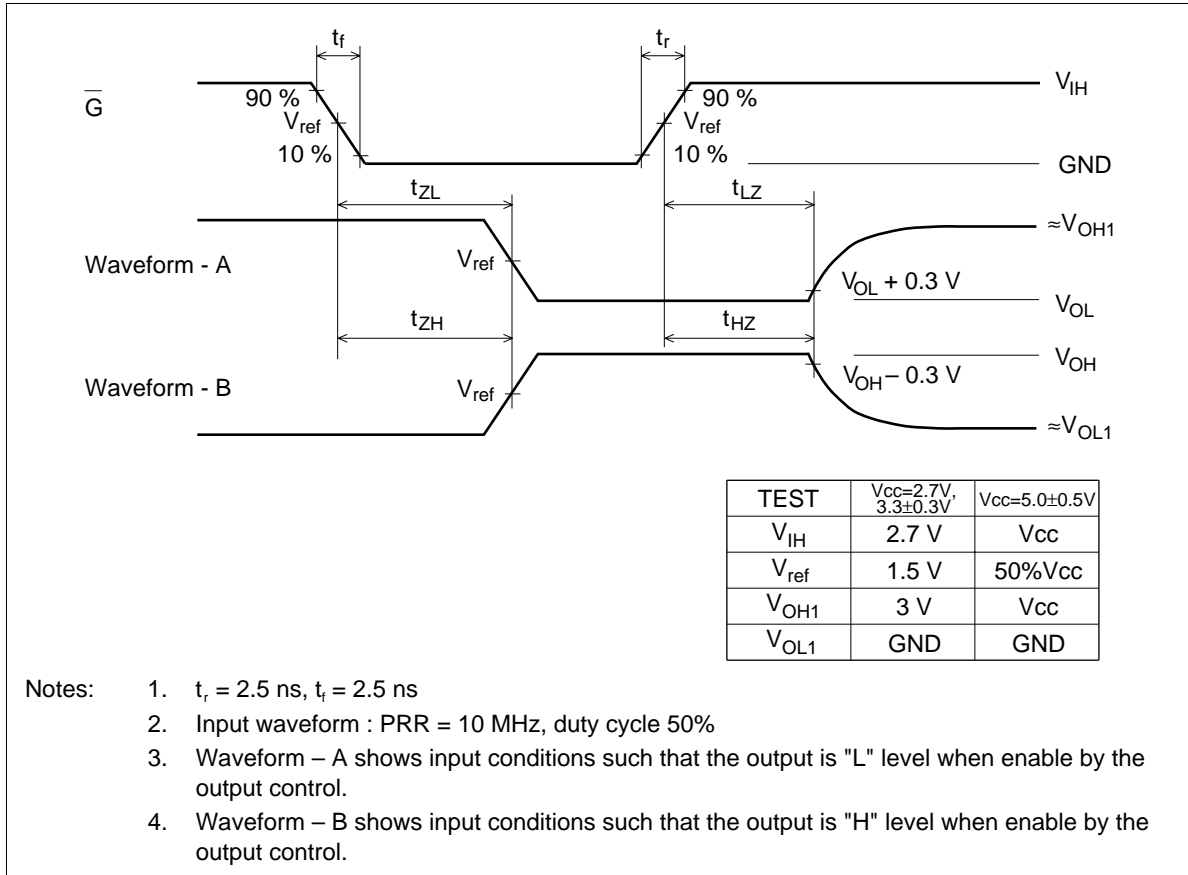 tf tr
G
90 % 90 % VIH
Vref Vref
10 % 10 % GND
tZL tLZ
≈VOH1
Waveform - A Vref VOL + 0.3 V
VOL
tZH tHZ
VOH
Waveform - B Vref VOH – 0.3 V
≈VOL1
TEST Vcc=2.7V, 3.3±0.3V Vcc=5.0±0.5V
VIH 2.7 V Vcc
Vref 1.5 V 50%Vcc
VOH1 3 V Vcc
VOL1 GND GND
Notes: 1. tr = 2.5 ns, tf = 2.5 ns
2. Input waveform : PRR = 10 MHz, duty cycle 50%
3. Waveform – A shows input conditions such that the output is "L" level when enable by the
output control.
4. Waveform – B shows input conditions such that the output is "H" level when enable by the
output control.